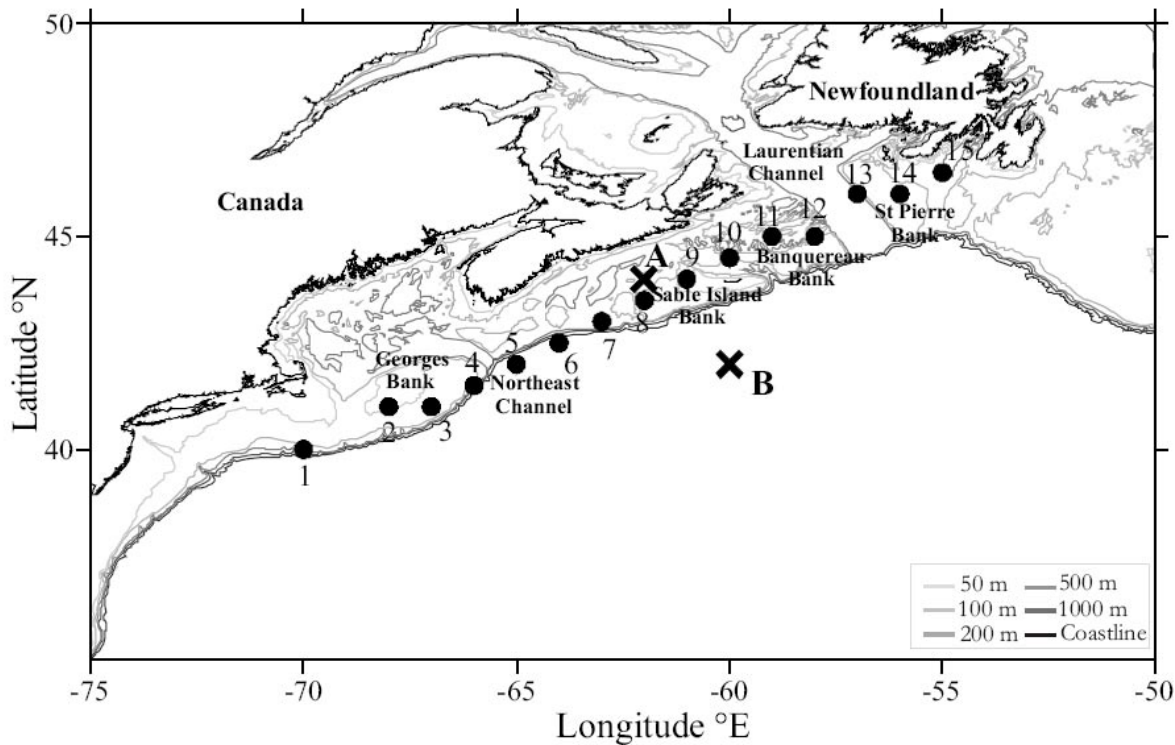 50
Newfoundland
Laurentian
Channel
15
13
14
Canada
St Pierre
Bank
11
12
45
10
Banquereau
Bank
A
9
Sable Island
Bank
8
5
7
Georges
Bank
4
6
B
Northeast
Channel
2
3
40
1
Latitude °N
50 m
500 m
100 m
1000 m
200 m
Coastline
-75
-70
-65
-60
-55
-50
Longitude °E